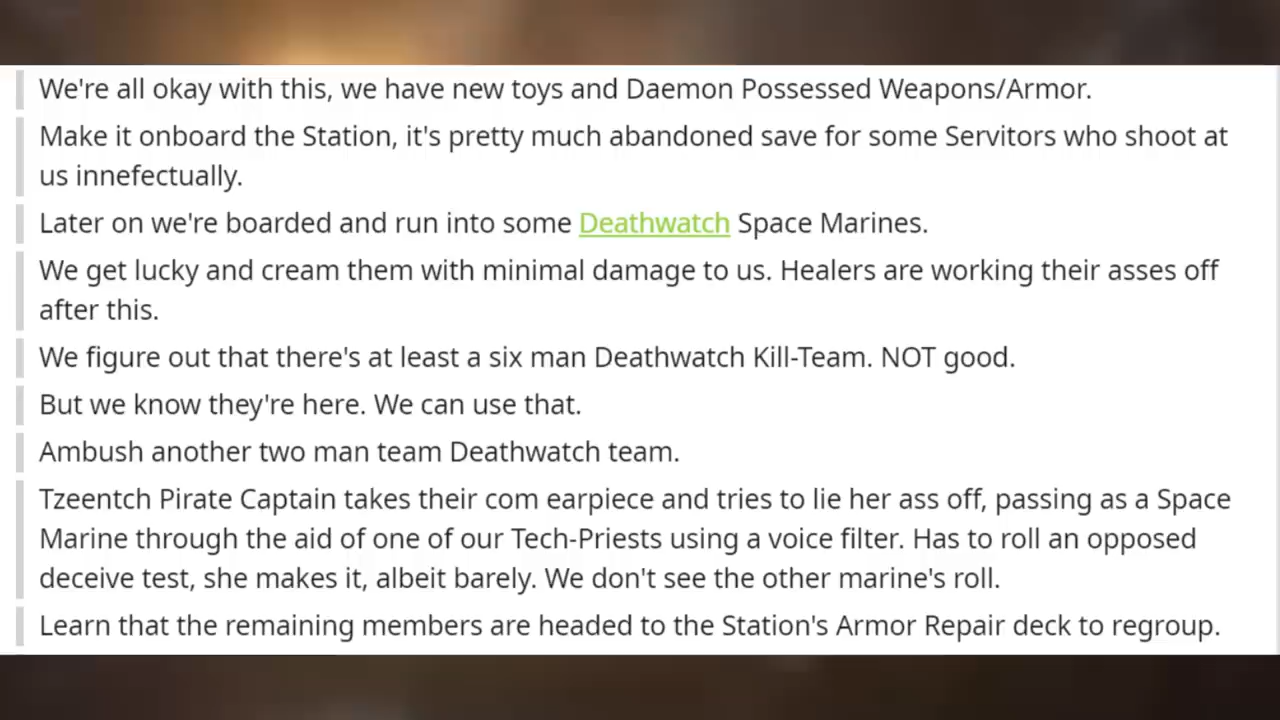 We're all okay with this, we have new toys and Daemon Possessed Weapons/Armor.
Make it onboard the Station, it's pretty much abandoned save for some Servitors who shoot at
us innefectually.
Later on we're boarded and run into some Deathwatch Space Marines.
We get lucky and cream them with minimal damage to us. Healers are working their asses off
after this.
We figure out that there's at least a six man Deathwatch Kill-Team. NOT good.
But we know they're here. We can use that.
Ambush another two man team Deathwatch team.
Tzeentch Pirate Captain takes their com earpiece and tries to lie her ass off, passing as a Space
Marine through the aid of one of our Tech-Priests using a voice filter. Has to roll an opposed
deceive test, she makes it, albeit barely. We don't see the other marine's roll.
Learn that the remaining members are headed to the Station's Armor Repair deck to regroup.